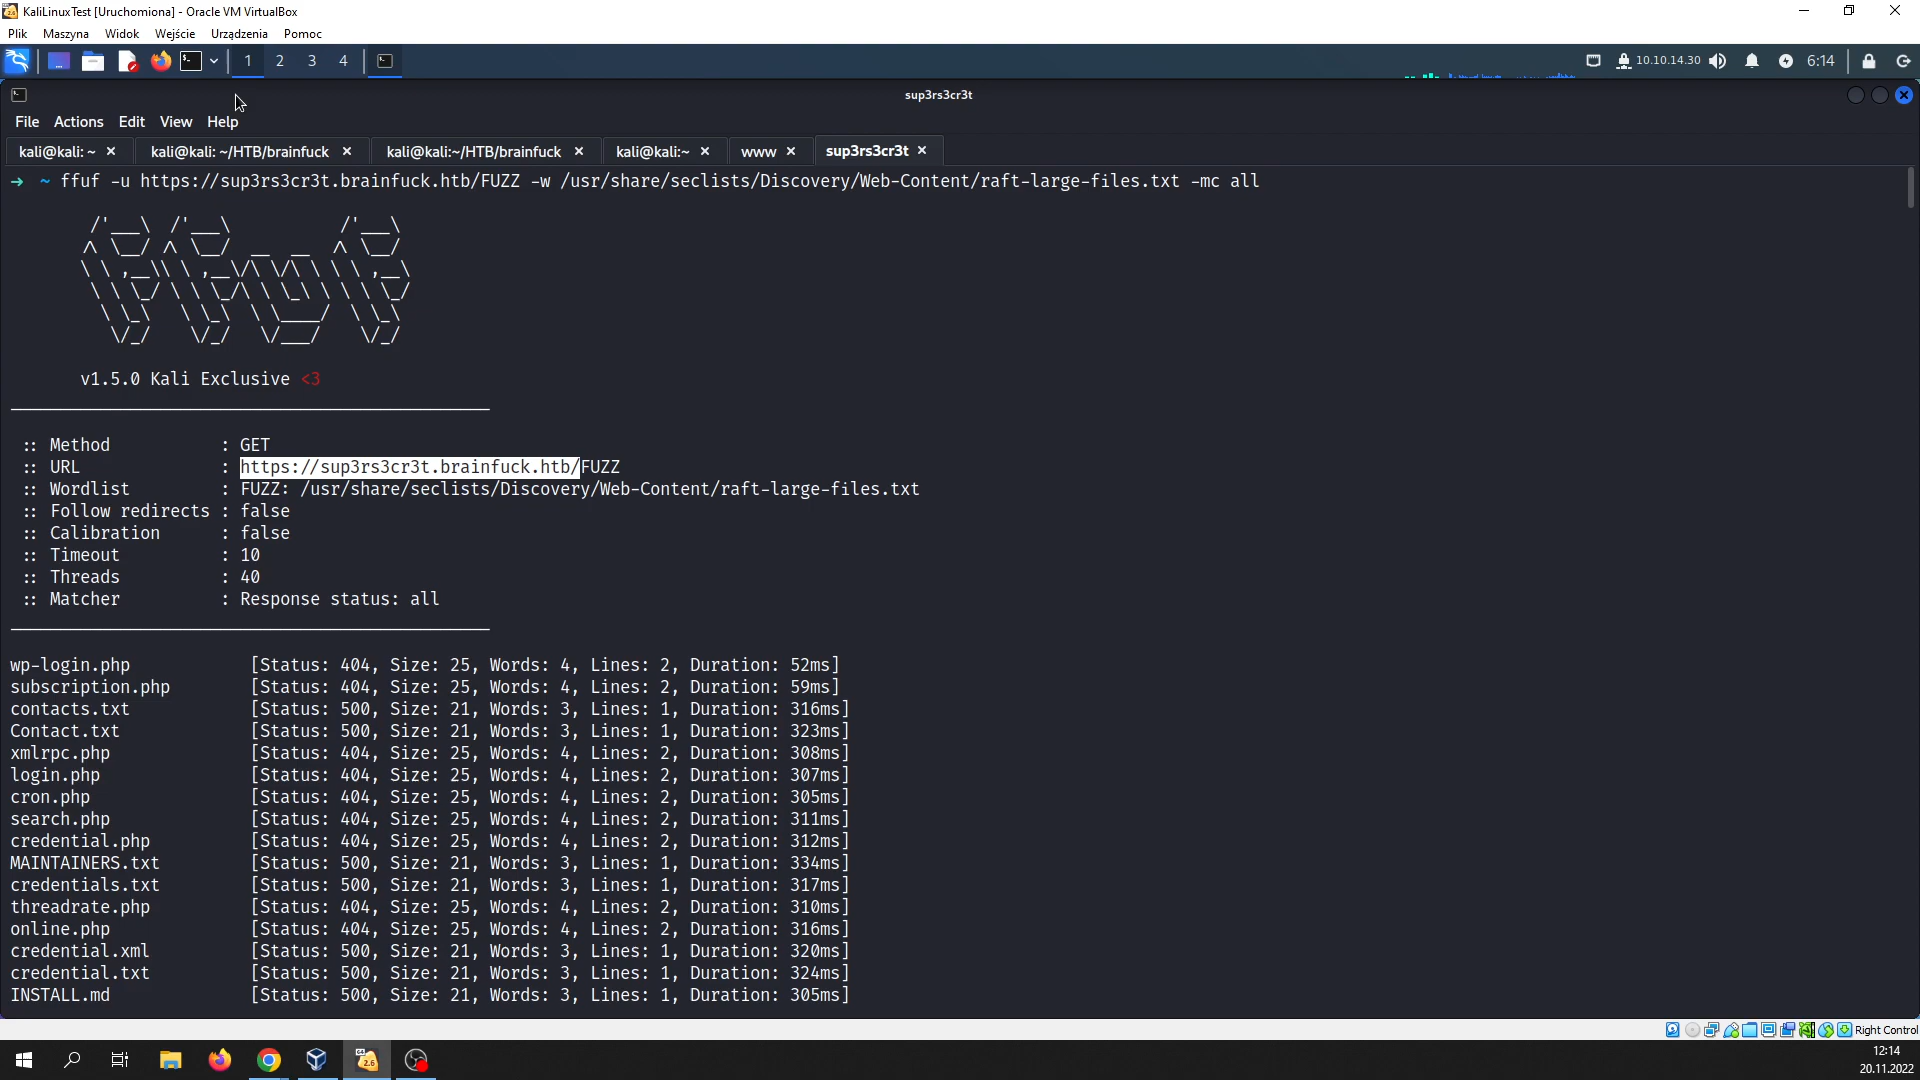 KaliLinuxTest [Uruchomiona] - Oracle VM VirtualBox
Plik Maszyna Widok Wejście Urządzenia Pomoc
1 2 3 4 10.10.14.30 6:14
sup3rs3cr3t
File Actions Edit View Help
kali@kali: ~ × kali@kali: ~/HTB/brainfuck × kali@kali:~/HTB/brainfuck × kali@kali:~ × www × sup3rs3cr3t ×
→ ~ ffuf -u https://sup3rs3cr3t.brainfuck.htb/FUZZ -w /usr/share/seclists/Discovery/Web-Content/raft-large-files.txt -mc all
/'___\  /'___\           /'___\
/\ \__/ /\ \__/  __  __  /\ \__/
\ \ ,__\\ \ ,__\/\ \/\ \ \ \ ,__\
\ \ \_/ \ \ \_/\ \ \_\ \ \ \ \_/
\ \_\   \ \_\  \ \____/  \ \_\
\/_/    \/_/   \/___/    \/_/
v1.5.0 Kali Exclusive <3
________________________________________________
:: Method : GET
:: URL : https://sup3rs3cr3t.brainfuck.htb/FUZZ
:: Wordlist : FUZZ: /usr/share/seclists/Discovery/Web-Content/raft-large-files.txt
:: Follow redirects : false
:: Calibration : false
:: Timeout : 10
:: Threads : 40
:: Matcher : Response status: all
________________________________________________
wp-login.php [Status: 404, Size: 25, Words: 4, Lines: 2, Duration: 52ms]
subscription.php [Status: 404, Size: 25, Words: 4, Lines: 2, Duration: 59ms]
contacts.txt [Status: 500, Size: 21, Words: 3, Lines: 1, Duration: 316ms]
Contact.txt [Status: 500, Size: 21, Words: 3, Lines: 1, Duration: 323ms]
xmlrpc.php [Status: 404, Size: 25, Words: 4, Lines: 2, Duration: 308ms]
login.php [Status: 404, Size: 25, Words: 4, Lines: 2, Duration: 307ms]
cron.php [Status: 404, Size: 25, Words: 4, Lines: 2, Duration: 305ms]
search.php [Status: 404, Size: 25, Words: 4, Lines: 2, Duration: 311ms]
credential.php [Status: 404, Size: 25, Words: 4, Lines: 2, Duration: 312ms]
MAINTAINERS.txt [Status: 500, Size: 21, Words: 3, Lines: 1, Duration: 334ms]
credentials.txt [Status: 500, Size: 21, Words: 3, Lines: 1, Duration: 317ms]
threadrate.php [Status: 404, Size: 25, Words: 4, Lines: 2, Duration: 310ms]
online.php [Status: 404, Size: 25, Words: 4, Lines: 2, Duration: 316ms]
credential.xml [Status: 500, Size: 21, Words: 3, Lines: 1, Duration: 320ms]
credential.txt [Status: 500, Size: 21, Words: 3, Lines: 1, Duration: 324ms]
INSTALL.md [Status: 500, Size: 21, Words: 3, Lines: 1, Duration: 305ms]
Right Control
12:14
20.11.2022